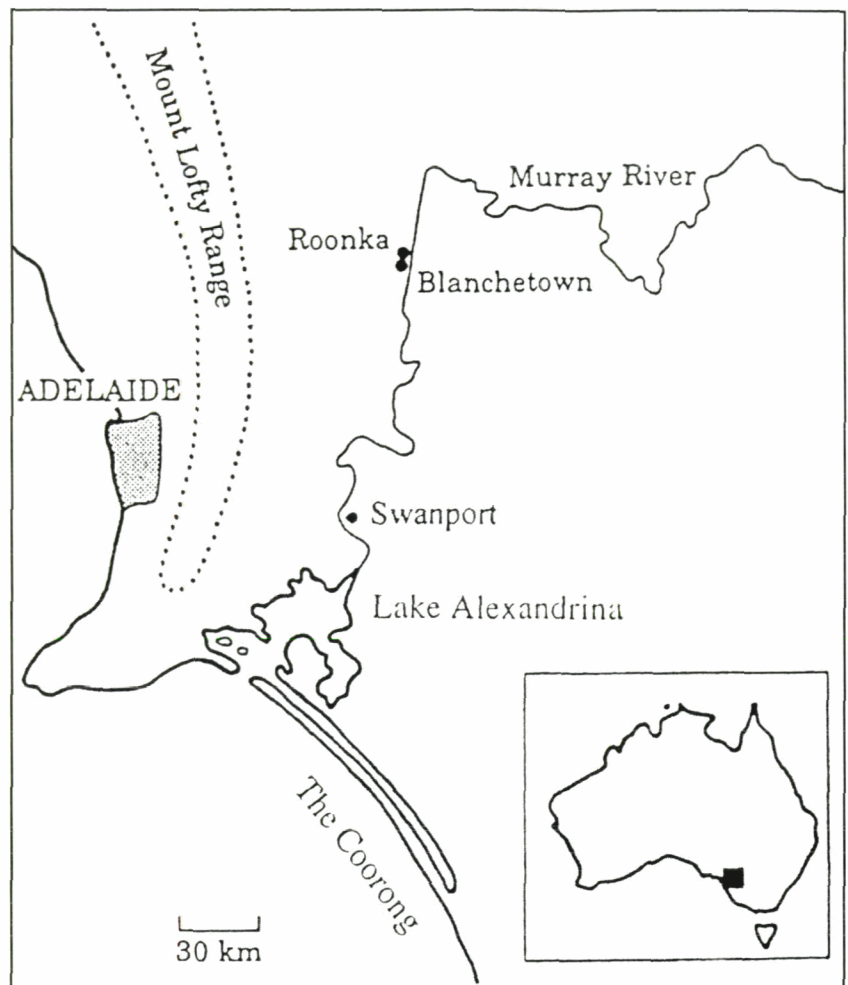 Mount Lofty Range
Murray River
Roonka
Blanchetown
ADELAIDE
Swanport
Lake Alexandrina
The Coorong
30 km